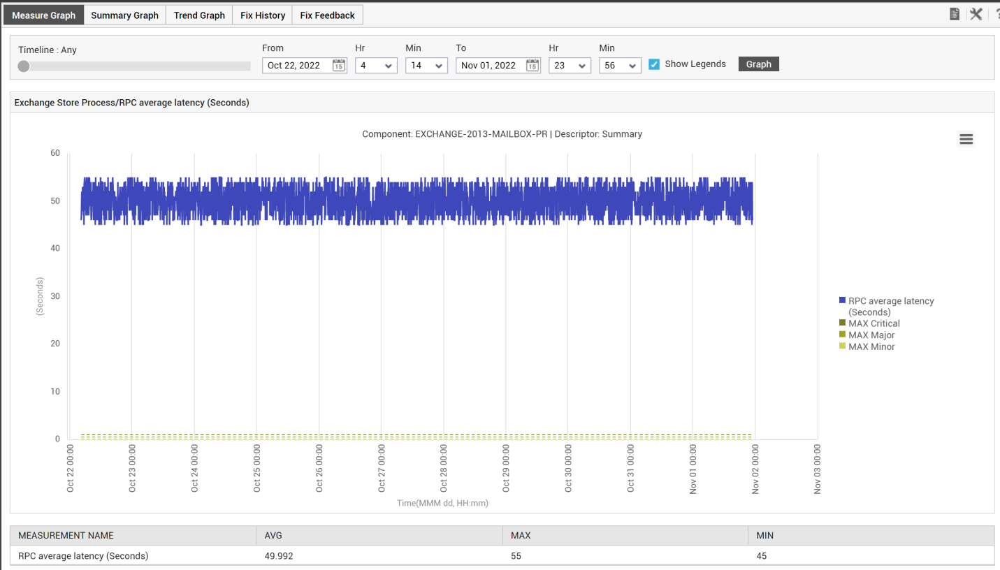 Measure Graph Summary Graph Trend Graph Fix History Fix Feedback ?
Timeline : Any From Hr Min To Hr Min
Oct 22, 2022 15 4 14 Nov 01, 2022 15 23 56 Show Legends Graph
Exchange Store Process/RPC average latency (Seconds)
Component: EXCHANGE-2013-MAILBOX-PR | Descriptor: Summary
60
50
40
30
20
10
0
(Seconds)
RPC average latency
(Seconds)
MAX Critical
MAX Major
MAX Minor
Oct 22 00:00
Oct 23 00:00
Oct 24 00:00
Oct 25 00:00
Oct 26 00:00
Oct 27 00:00
Oct 28 00:00
Oct 29 00:00
Oct 30 00:00
Oct 31 00:00
Nov 01 00:00
Nov 02 00:00
Nov 03 00:00
Time(MMM dd, HH:mm)
MEASUREMENT NAME AVG MAX MIN
RPC average latency (Seconds) 49.992 55 45